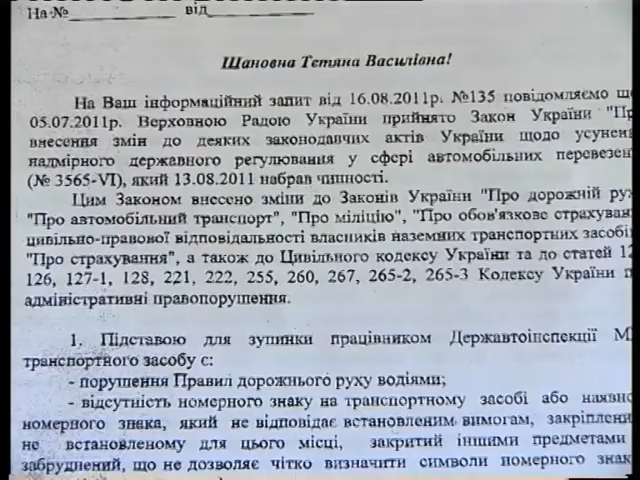 На №____________ від____________
Шановна Тетяна Василівна!
На Ваш інформаційний запит від 16.08.2011р. №135 повідомляємо що
05.07.2011р. Верховною Радою України прийнято Закон України "Пр
внесення змін до деяких законодавчих актів України щодо усунен
надмірного державного регулювання у сфері автомобільних перевезен
(№ 3565-VI), який 13.08.2011 набрав чинності.
Цим Законом внесено зміни до Законів України "Про дорожній рух
"Про автомобільний транспорт", "Про міліцію", "Про обов'язкове страхуван
цивільно-правової відповідальності власників наземних транспортних засобі
"Про страхування", а також до Цивільного кодексу України та до статей 12
126, 127-1, 128, 221, 222, 255, 260, 267, 265-2, 265-3 Кодексу України п
адміністративні правопорушення.
1. Підставою для зупинки працівником Державтоінспекції М
транспортного засобу є:
- порушення Правил дорожнього руху водіями;
- відсутність номерного знаку на транспортному засобі або наявно
номерного знака, який не відповідає встановленим вимогам, закріплени
не встановленому для цього місці, закритий іншими предметами
забруднений, що не дозволяє чітко визначити символи номерного знак